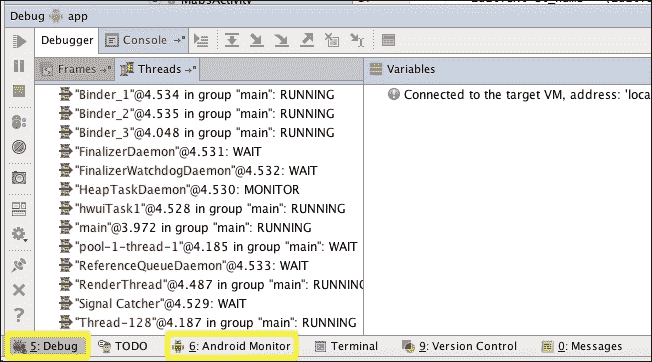 Debug app
Debugger Console
Frames Threads Variables
"Binder_1"@4.534 in group "main": RUNNING
Connected to the target VM, address: 'loca
"Binder_2"@4.535 in group "main": RUNNING
"Binder_3"@4.048 in group "main": RUNNING
"FinalizerDaemon"@4.531: WAIT
"FinalizerWatchdogDaemon"@4.532: WAIT
"HeapTaskDaemon"@4.530: MONITOR
"hwuiTask1"@4.528 in group "main": RUNNING
"main"@3.972 in group "main": RUNNING
"pool-1-thread-1"@4.185 in group "main": WAIT
"ReferenceQueueDaemon"@4.533: WAIT
"RenderThread"@4.487 in group "main": RUNNING
"Signal Catcher"@4.529: WAIT
"Thread-128"@4.187 in group "main": RUNNING
5: Debug TODO 6: Android Monitor Terminal 9: Version Control 0: Messages